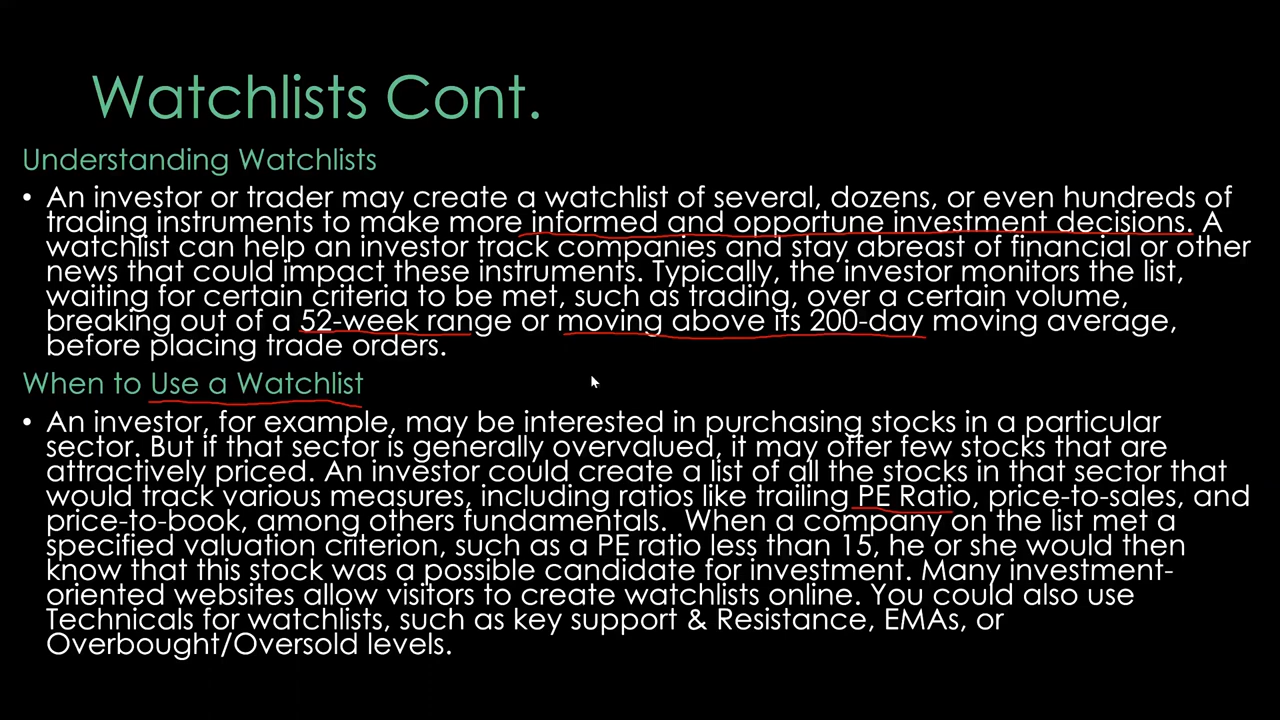 Watchlists Cont.
Understanding Watchlists
• An investor or trader may create a watchlist of several, dozens, or even hundreds of
trading instruments to make more informed and opportune investment decisions. A
watchlist can help an investor track companies and stay abreast of financial or other
news that could impact these instruments. Typically, the investor monitors the list,
waiting for certain criteria to be met, such as trading, over a certain volume,
breaking out of a 52-week range or moving above its 200-day moving average,
before placing trade orders.
When to Use a Watchlist
• An investor, for example, may be interested in purchasing stocks in a particular
sector. But if that sector is generally overvalued, it may offer few stocks that are
attractively priced. An investor could create a list of all the stocks in that sector that
would track various measures, including ratios like trailing PE Ratio, price-to-sales, and
price-to-book, among others fundamentals.  When a company on the list met a
specified valuation criterion, such as a PE ratio less than 15, he or she would then
know that this stock was a possible candidate for investment. Many investment-
oriented websites allow visitors to create watchlists online. You could also use
Technicals for watchlists, such as key support & Resistance, EMAs, or
Overbought/Oversold levels.